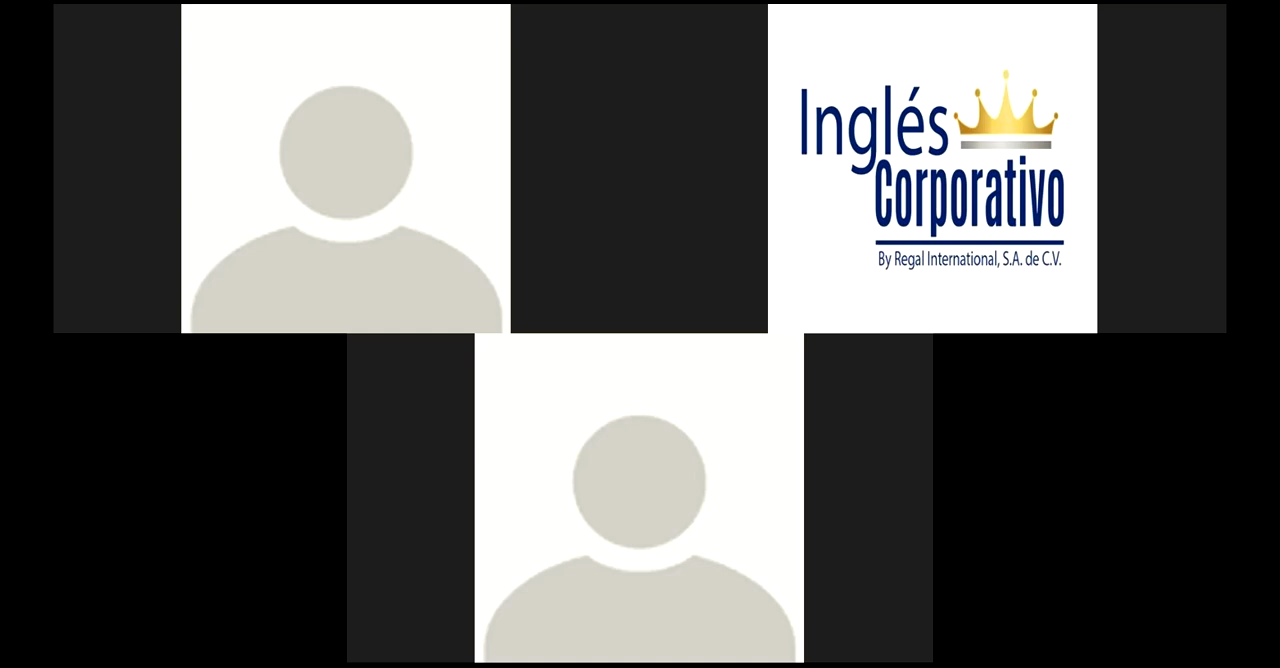 Inglés
Corporativo
By Regal International, S.A. de C.V.